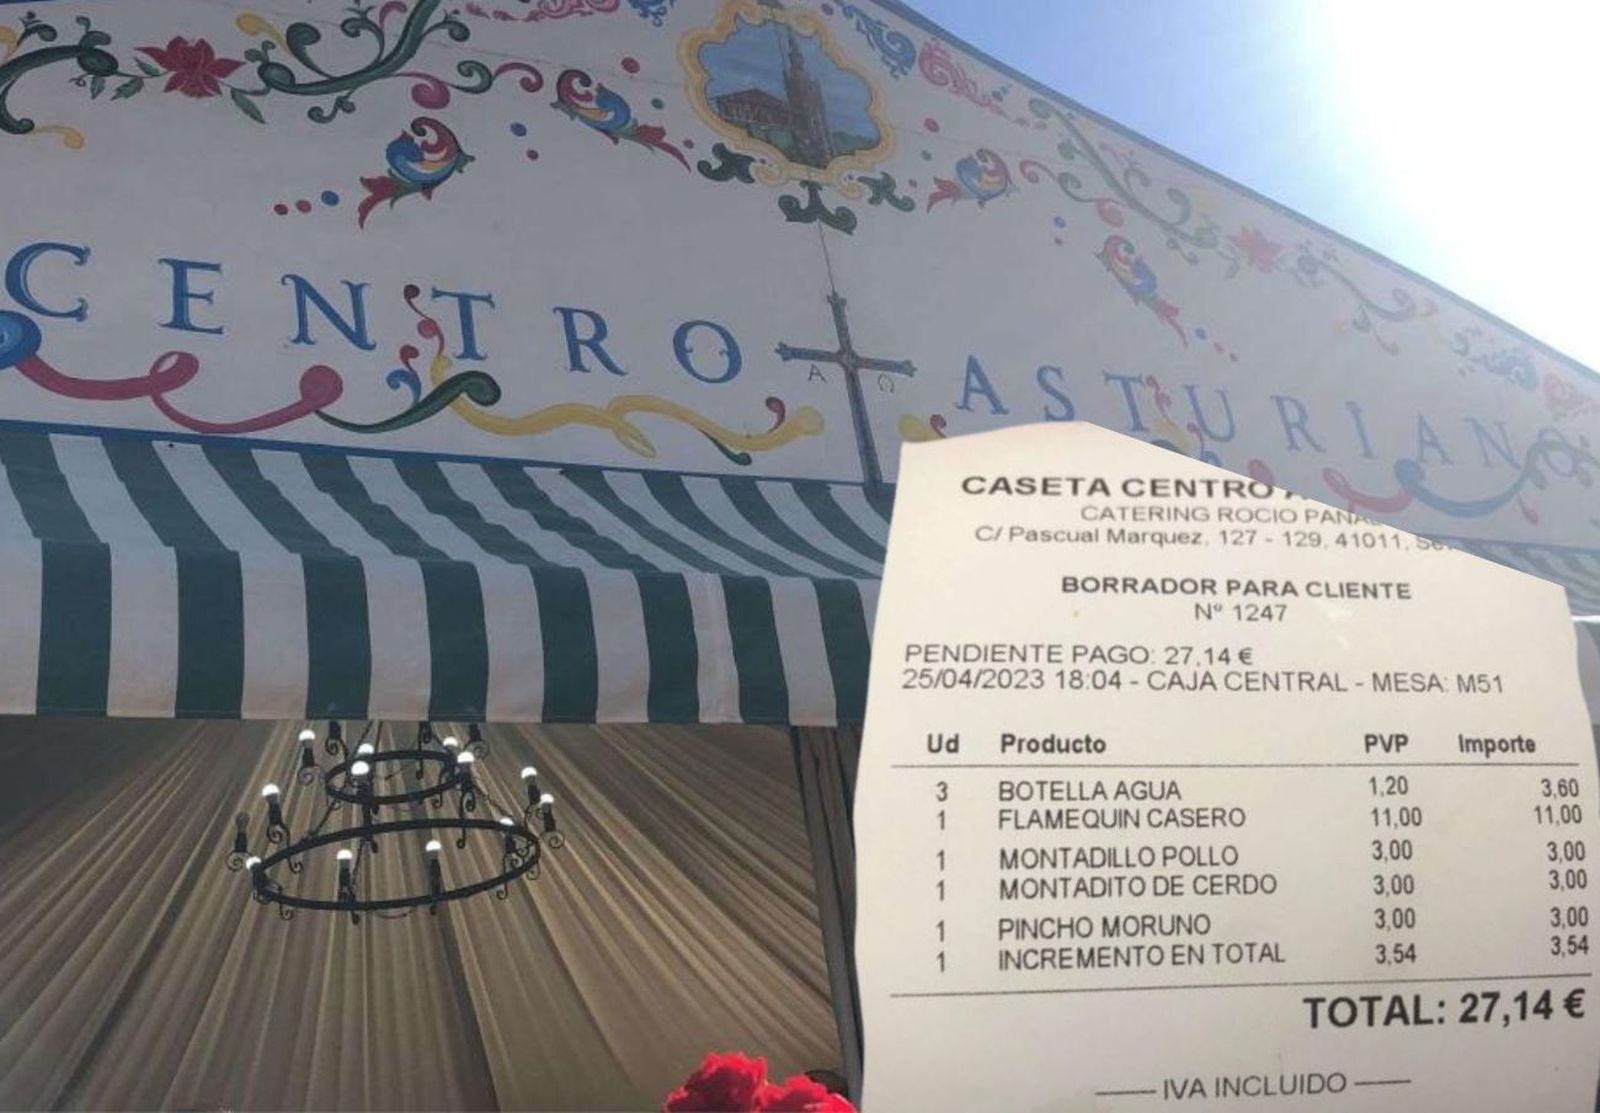 CENTRO ASTURIANO
Α Ω
CASETA CENTRO
CATERING ROCIO
C/ Pascual Marquez, 127 - 129, 41011,
BORRADOR PARA CLIENTE
Nº 1247
PENDIENTE PAGO: 27,14 €
25/04/2023 18:04 - CAJA CENTRAL - MESA: M51
Ud Producto PVP Importe
3 BOTELLA AGUA 1,20 3,60
1 FLAMEQUIN CASERO 11,00 11,00
1 MONTADILLO POLLO 3,00 3,00
1 MONTADITO DE CERDO 3,00 3,00
1 PINCHO MORUNO 3,00 3,00
1 INCREMENTO EN TOTAL 3,54 3,54
TOTAL: 27,14 €
IVA INCLUIDO